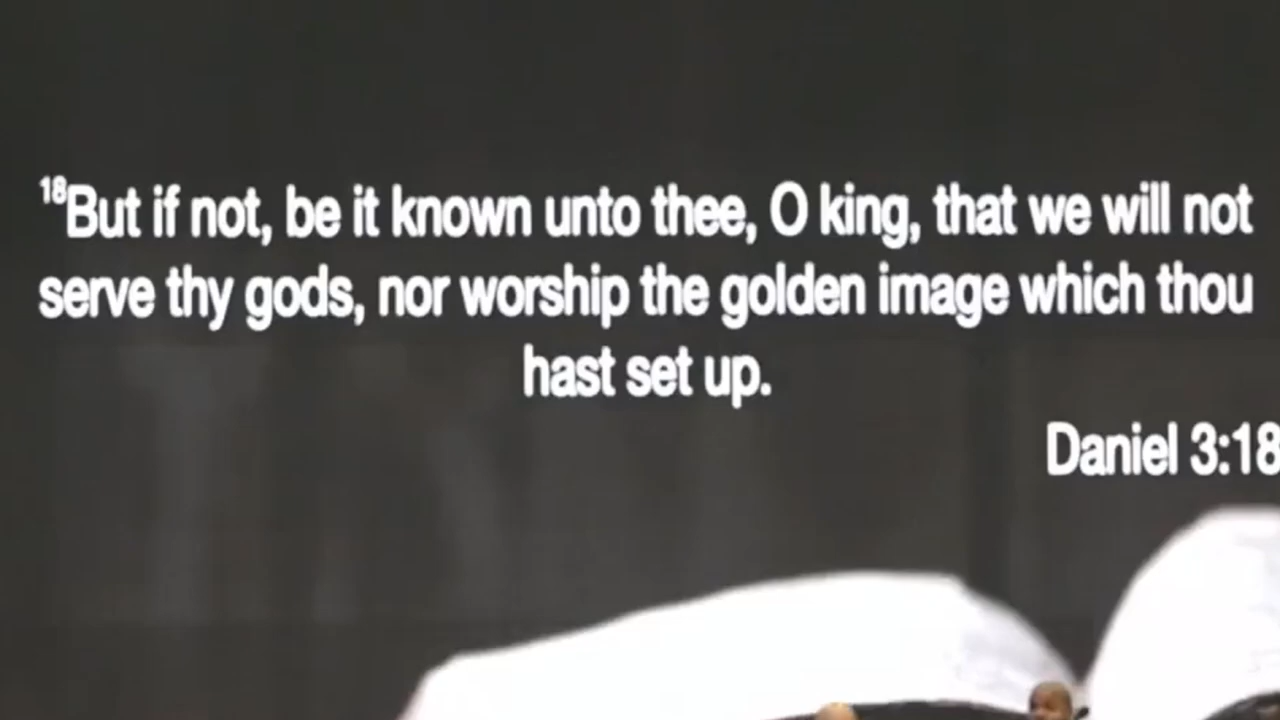 18But if not, be it known unto thee, O king, that we will not
serve thy gods, nor worship the golden image which thou
hast set up.
Daniel 3:18